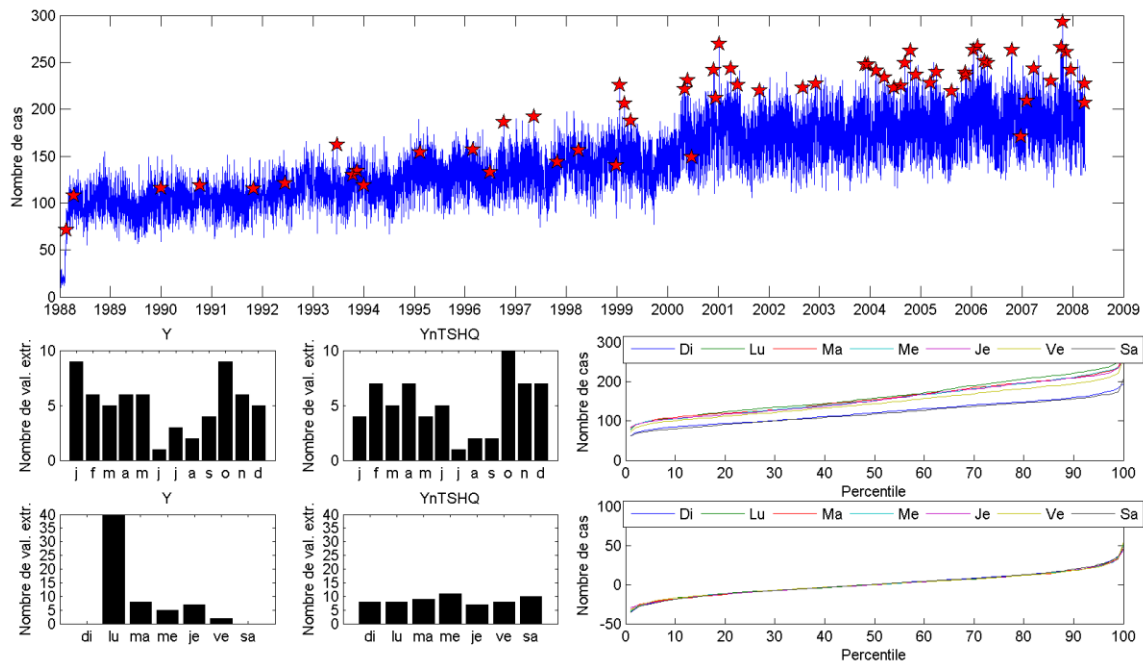 300
250
200
150
100
50
0
Nombre de cas
1988 1989 1990 1991 1992 1993 1994 1995 1996 1997 1998 1999 2000 2001 2002 2003 2004 2005 2006 2007 2008 2009
Y
10
5
0
Nombre de val. extr.
j f m a m j j a s o n d
YnTSHQ
10
5
0
Nombre de val. extr.
j f m a m j j a s o n d
Di Lu Ma Me Je Ve Sa
300
200
100
0
Nombre de cas
0 10 20 30 40 50 60 70 80 90 100
Percentile
Y
40
35
30
25
20
15
10
5
0
Nombre de val. extr.
di lu ma me je ve sa
YnTSHQ
40
35
30
25
20
15
10
5
0
Nombre de val. extr.
di lu ma me je ve sa
Di Lu Ma Me Je Ve Sa
100
50
0
-50
Nombre de cas
0 10 20 30 40 50 60 70 80 90 100
Percentile